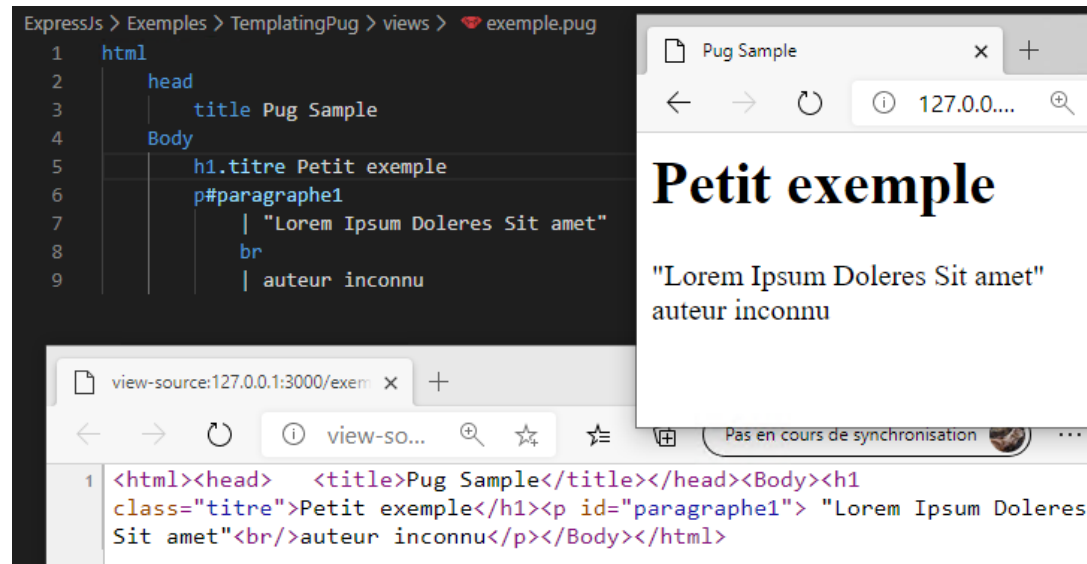 ExpressJs > Exemples > TemplatingPug > views > exemple.pug
1 html
2 head
3 title Pug Sample
4 Body
5 h1.titre Petit exemple
6 p#paragraphe1
7 | "Lorem Ipsum Doleres Sit amet"
8 br
9 | auteur inconnu
Pug Sample
127.0.0....
Petit exemple
"Lorem Ipsum Doleres Sit amet"
auteur inconnu
view-source:127.0.0.1:3000/exem
view-so...
Pas en cours de synchronisation
1 <html><head> <title>Pug Sample</title></head><Body><h1
class="titre">Petit exemple</h1><p id="paragraphe1"> "Lorem Ipsum Doleres
Sit amet"<br/>auteur inconnu</p></Body></html>